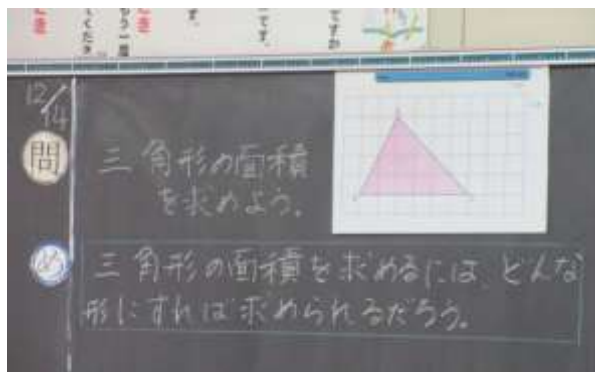 12/14
問
三角形の面積
を求めよう。
め
三角形の面積を求めるには、どんな
形にすれば求められるだろう。